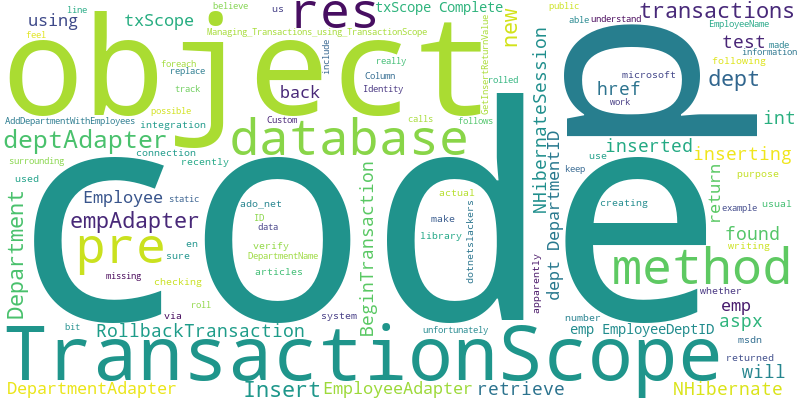 line
believe
us
res
txScope Complete
new
public
transactions
using
txScope
able
understand
EmployeeName
feel
Managing_Transactions_using_TransactionScope
test
made
information
object
include
GetInsertReturnValue
g
foreach
replace
really
rolled
microsoft
following
track
back
Column
Identity
href
dept
work
possible
AddDepartmentWithEmployees
Custom
calls
follows
int
integration
deptAdapter
database
NHibernateSession
inserted
connection
recently
inserting
surrounding
code
use
keep
purpose
used
Employee
static
ado_net
actual
creating
example
usual
return
Department
empAdapter
ID
data
make
library
dotnetslackers
dept DepartmentID
writing
found
pre
en
sure
verify
DepartmentName
articles
BeginTransaction
method
missing
checking
roll
system
apparently
whether
via
number
emp
bit
RollbackTransaction
unfortunately
emp EmployeeDeptID
aspx
TransactionScope
msdn
returned
will
DepartmentAdapter
Insert
EmployeeAdapter
retrieve
NHibernate